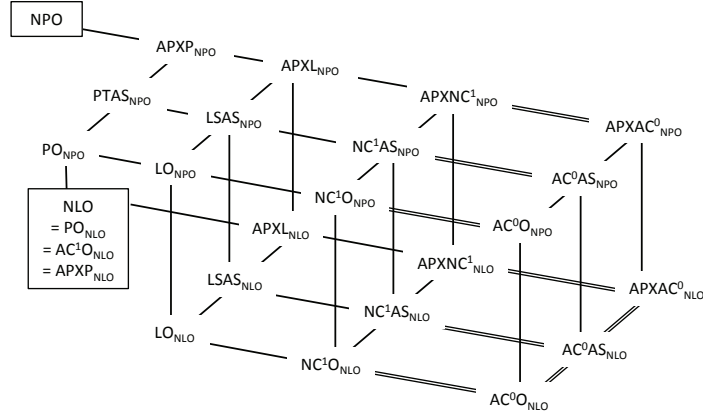 NPO
APXP_NPO
APXL_NPO
APXNC^1_NPO
APXAC^0_NPO
PTAS_NPO
LSAS_NPO
NC^1AS_NPO
AC^0AS_NPO
PO_NPO
LO_NPO
NC^1O_NPO
AC^0O_NPO
NLO
= PO_NLO
= AC^1O_NLO
= APXP_NLO
APXL_NLO
APXNC^1_NLO
APXAC^0_NLO
LSAS_NLO
NC^1AS_NLO
AC^0AS_NLO
LO_NLO
NC^1O_NLO
AC^0O_NLO